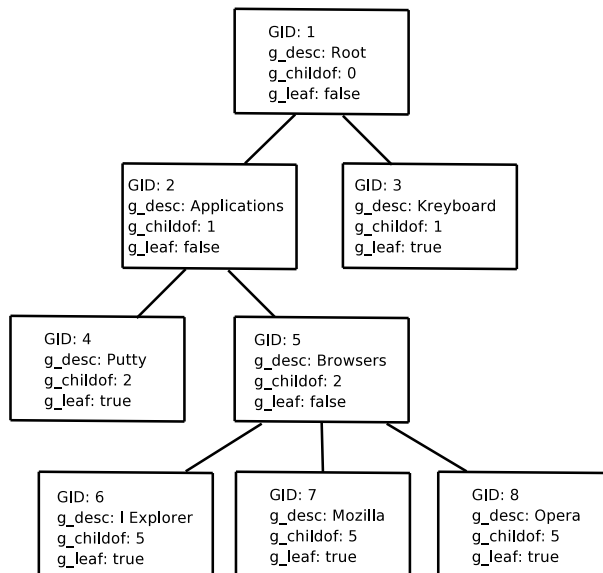 GID: 1
g_desc: Root
g_childof: 0
g_leaf: false
GID: 2
g_desc: Applications
g_childof: 1
g_leaf: false
GID: 3
g_desc: Kreyboard
g_childof: 1
g_leaf: true
GID: 4
g_desc: Putty
g_childof: 2
g_leaf: true
GID: 5
g_desc: Browsers
g_childof: 2
g_leaf: false
GID: 6
g_desc: I Explorer
g_childof: 5
g_leaf: true
GID: 7
g_desc: Mozilla
g_childof: 5
g_leaf: true
GID: 8
g_desc: Opera
g_childof: 5
g_leaf: true